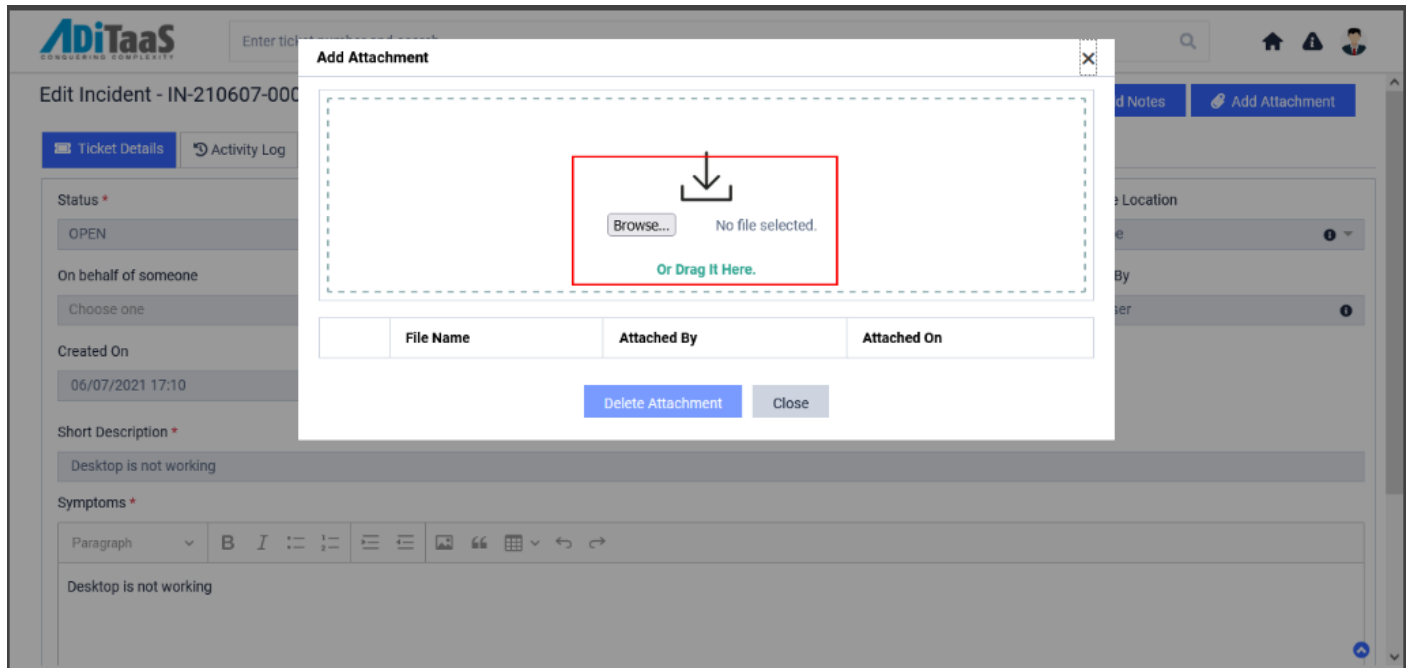 ADiTaaS
CONQUERING COMPLEXITY
Add Attachment
Edit Incident - IN-210607-000
Notes
Add Attachment
Ticket Details
Activity Log
Browse...
No file selected.
Or Drag It Here.
Status *
Location
OPEN
On behalf of someone
By
Choose one
File Name
Attached By
Attached On
Created On
06/07/2021 17:10
Delete Attachment
Close
Short Description *
Desktop is not working
Symptoms *
Paragraph
B
I
Desktop is not working